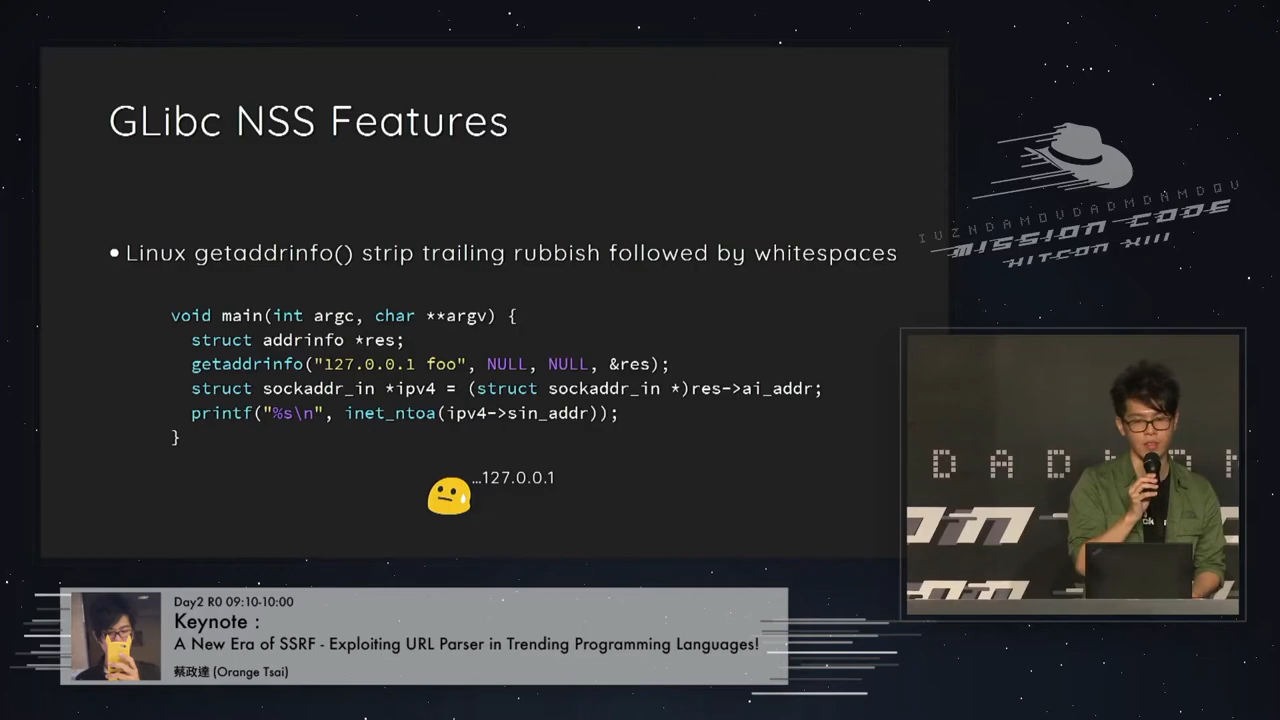 GLibc NSS Features
• Linux getaddrinfo() strip trailing rubbish followed by whitespaces
void main(int argc, char **argv) {
struct addrinfo *res;
getaddrinfo("127.0.0.1 foo", NULL, NULL, &res);
struct sockaddr_in *ipv4 = (struct sockaddr_in *)res->ai_addr;
printf("%s\n", inet_ntoa(ipv4->sin_addr));
}
…127.0.0.1
IUZNDAMOUDADMDNMDQU
MISSION CODE
HITCON XIII
DADMDNM
Day2 R0 09:10-10:00
Keynote :
A New Era of SSRF - Exploiting URL Parser in Trending Programming Languages!
蔡政達 (Orange Tsai)